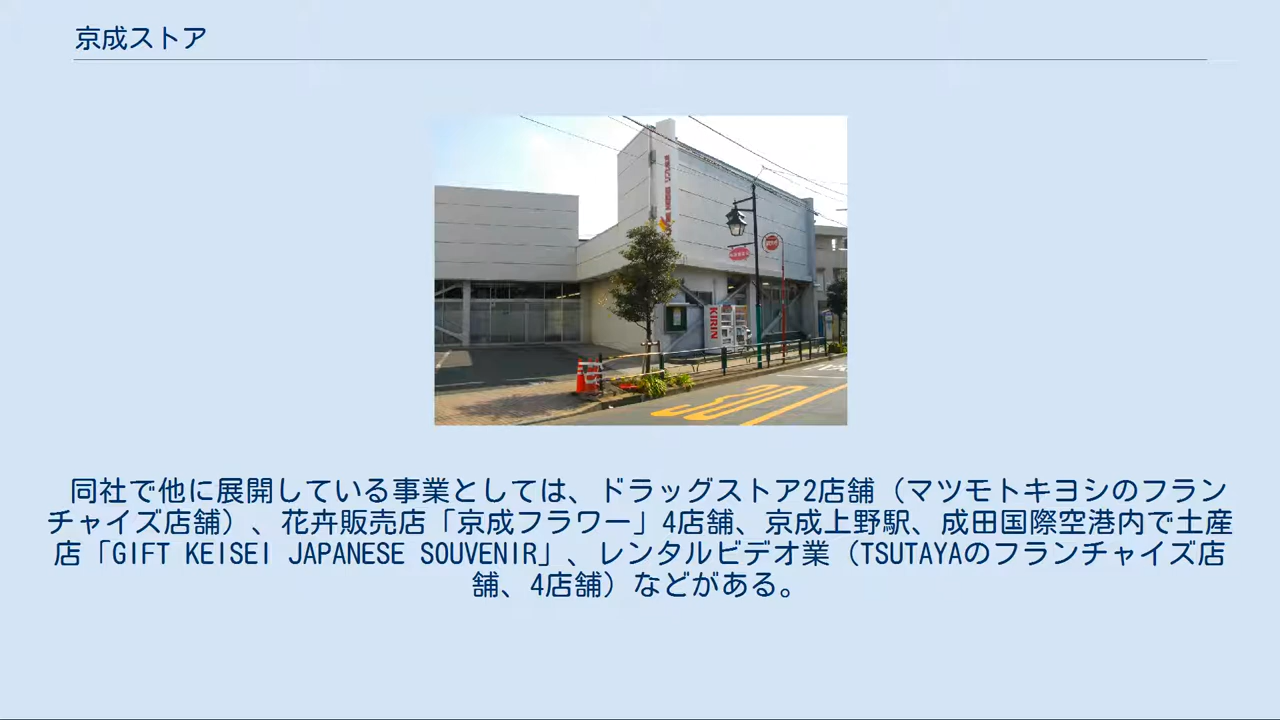 京成ストア
KIRIN
同社で他に展開している事業としては、ドラッグストア2店舗（マツモトキヨシのフラン
チャイズ店舗）、花卉販売店「京成フラワー」4店舗、京成上野駅、成田国際空港内で土産
店「GIFT KEISEI JAPANESE SOUVENIR」、レンタルビデオ業（TSUTAYAのフランチャイズ店
舗、4店舗）などがある。